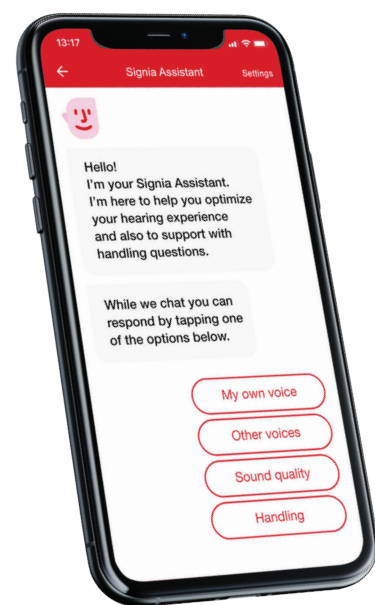 13:17
Signia Assistant
Settings
Hello!
I'm your Signia Assistant.
I'm here to help you optimize
your hearing experience
and also to support with
handling questions.
While we chat you can
respond by tapping one
of the options below.
My own voice
Other voices
Sound quality
Handling